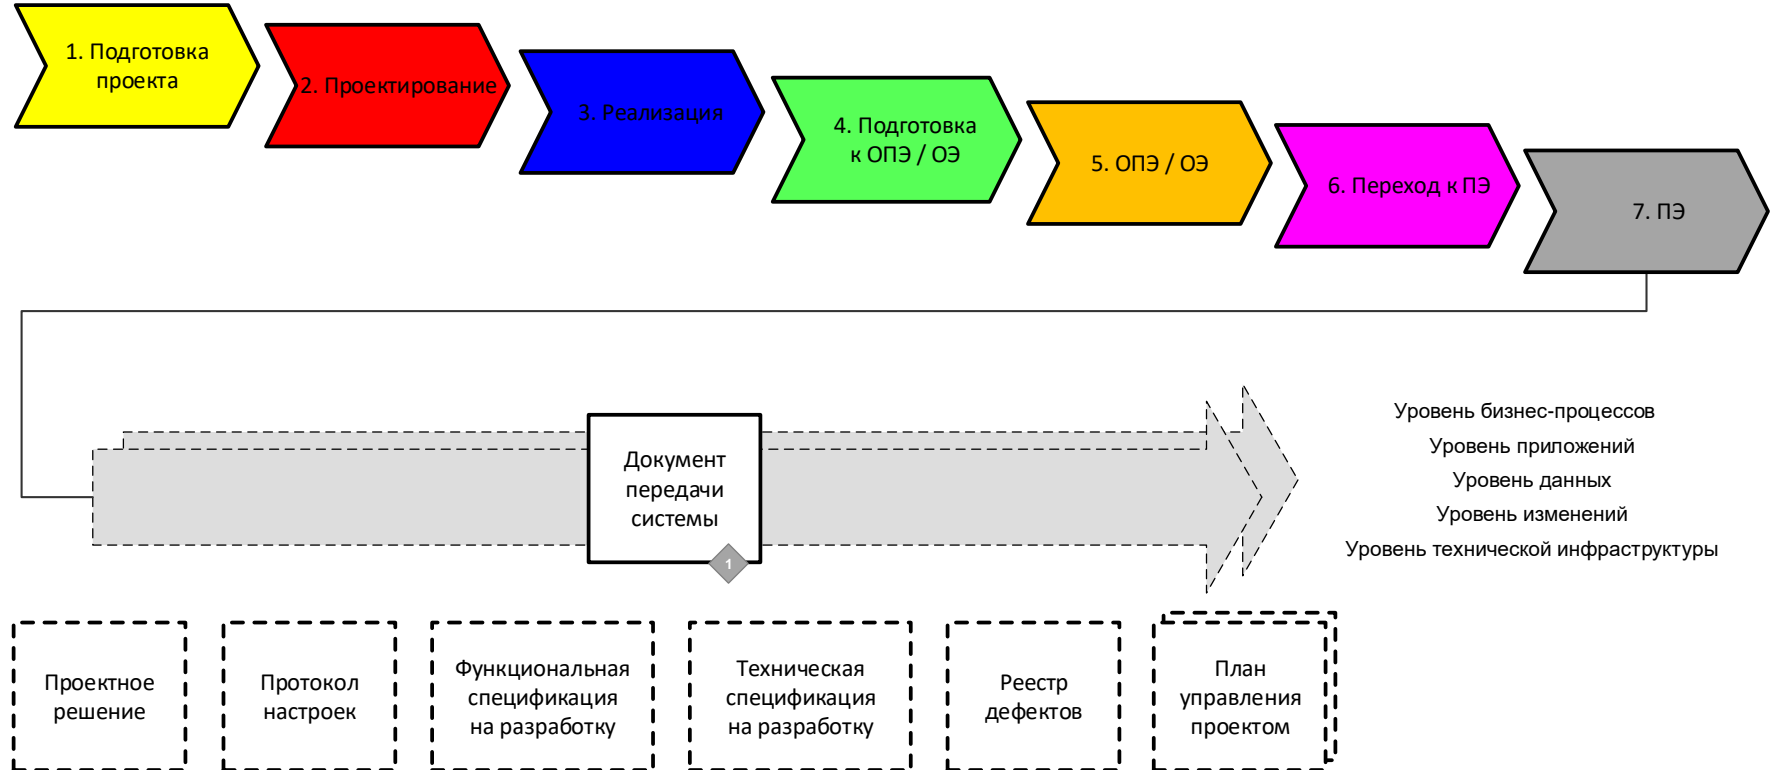 1. Подготовка
проекта
2. Проектирование
3. Реализация
4. Подготовка
к ОПЭ / ОЭ
5. ОПЭ / ОЭ
6. Переход к ПЭ
7. ПЭ
Документ
передачи
системы
1
Уровень бизнес-процессов
Уровень приложений
Уровень данных
Уровень изменений
Уровень технической инфраструктуры
Проектное
решение
Протокол
настроек
Функциональная
спецификация
на разработку
Техническая
спецификация
на разработку
Реестр
дефектов
План
управления
проектом